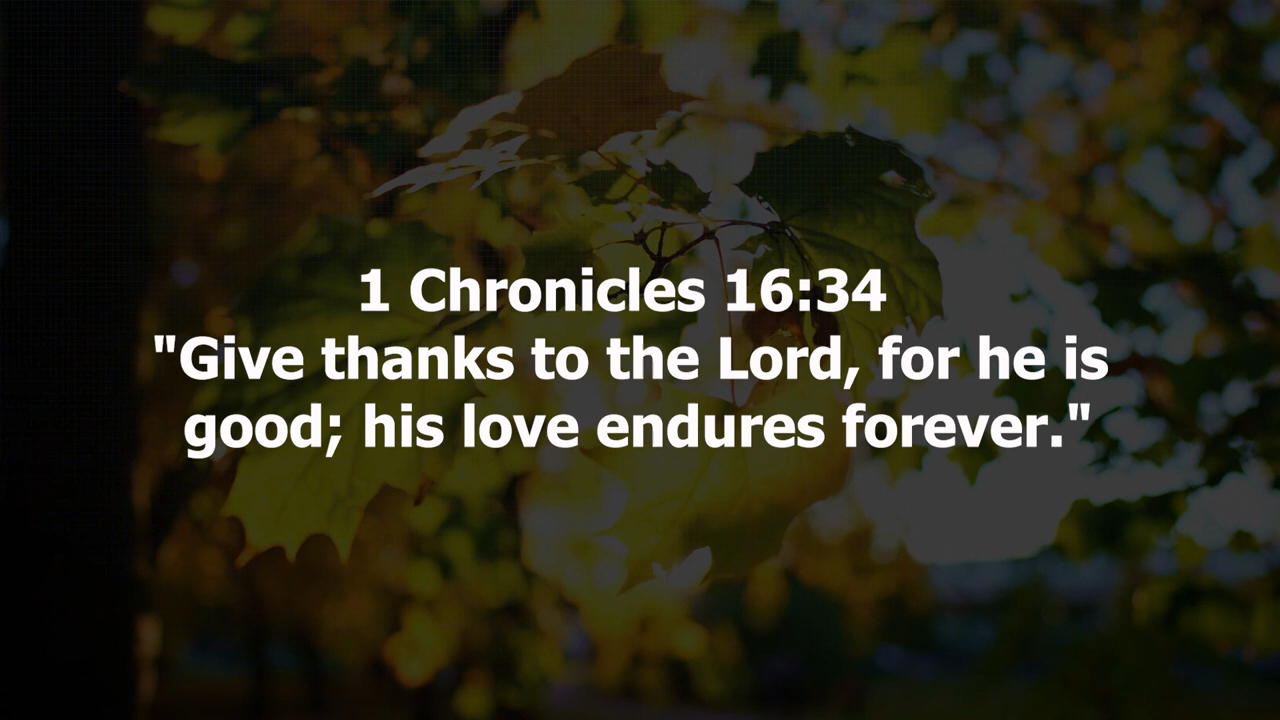 1 Chronicles 16:34
"Give thanks to the Lord, for he is
good; his love endures forever."